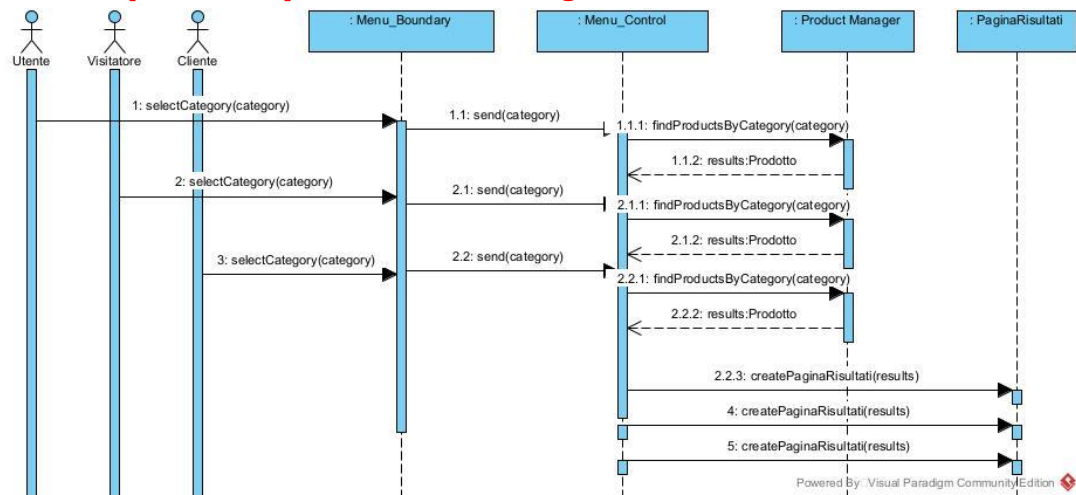 : Menu_Boundary
: Menu_Control
: Product Manager
: PaginaRisultati
Utente
Visitatore
Cliente
1: selectCategory(category)
1.1: send(category)
1.1.1: findProductsByCategory(category)
1.1.2: results:Prodotto
2: selectCategory(category)
2.1: send(category)
2.1.1: findProductsByCategory(category)
2.1.2: results:Prodotto
3: selectCategory(category)
2.2: send(category)
2.2.1: findProductsByCategory(category)
2.2.2: results:Prodotto
2.2.3: createPaginaRisultati(results)
4: createPaginaRisultati(results)
5: createPaginaRisultati(results)
Powered By Visual Paradigm Community Edition